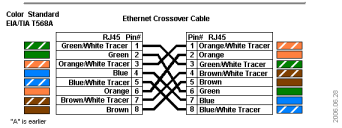 Color Standard
EIA/TIA T568A
Ethernet Crossover Cable
RJ45 Pin#
Pin# RJ45
Green/White Tracer 1
1 Orange/White Tracer
Green 2
2 Orange
Orange/White Tracer 3
3 Green/White Tracer
Blue 4
4 Brown/White Tracer
Blue/White Tracer 5
5 Brown
Orange 6
6 Green
Brown/White Tracer 7
7 Blue
Brown 8
8 Blue/White Tracer
"A" is earlier
2006.06.28